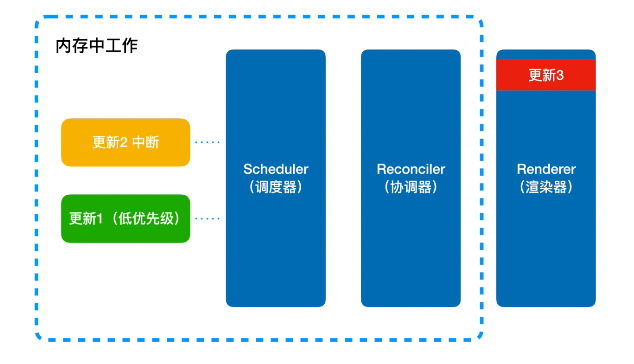 内存中工作
更新3
更新2 中断
Scheduler
（调度器）
Reconciler
（协调器）
Renderer
（渲染器）
更新1（低优先级）